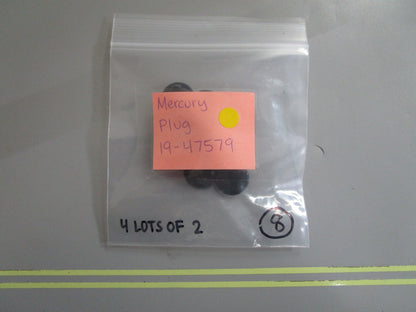 Mercury
Plug
19-47579
4 LOTS OF 2
8